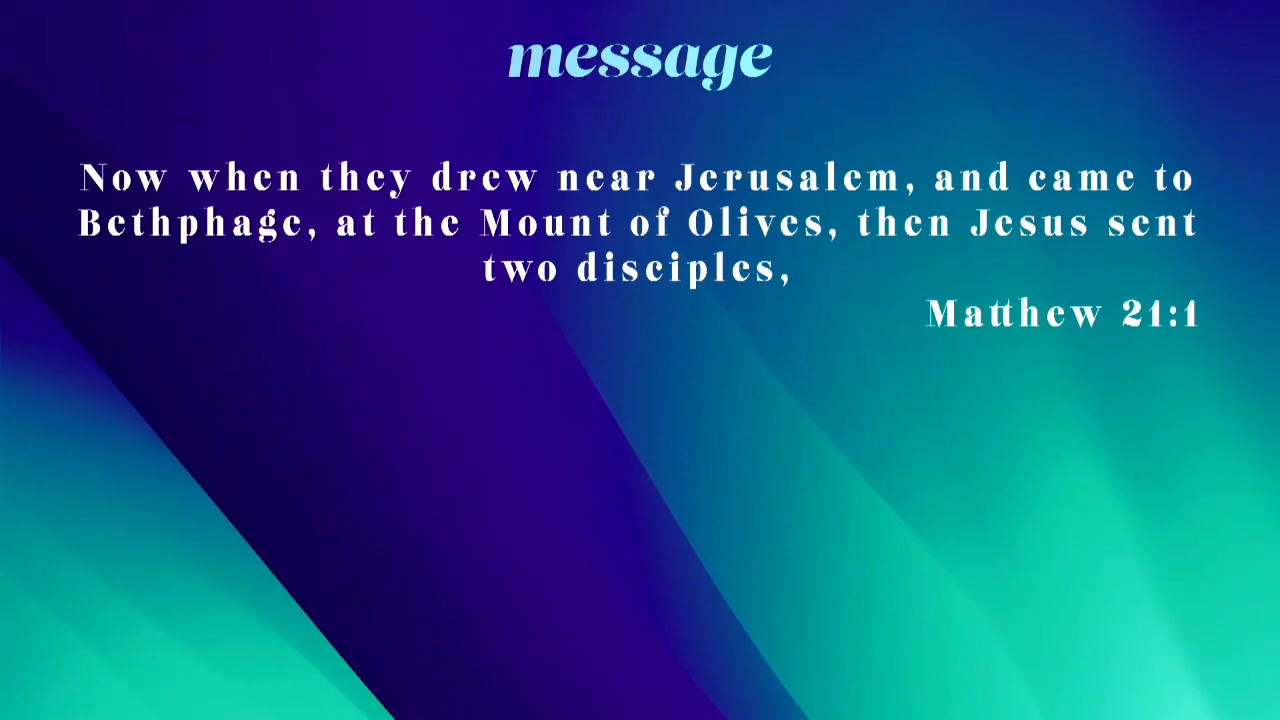 message
Now when they drew near Jerusalem, and came to
Bethphage, at the Mount of Olives, then Jesus sent
two disciples,
Matthew 21:1